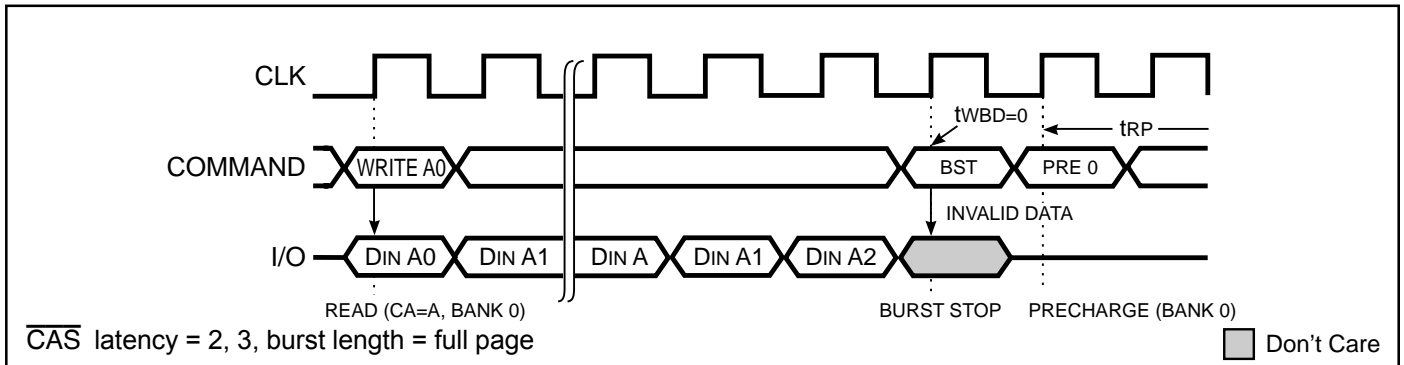 CLK
tWBD=0
tRP
COMMAND WRITE A0 BST PRE 0
INVALID DATA
I/O DIN A0 DIN A1 DIN A DIN A1 DIN A2
READ (CA=A, BANK 0) BURST STOP PRECHARGE (BANK 0)
CAS latency = 2, 3, burst length = full page Don't Care